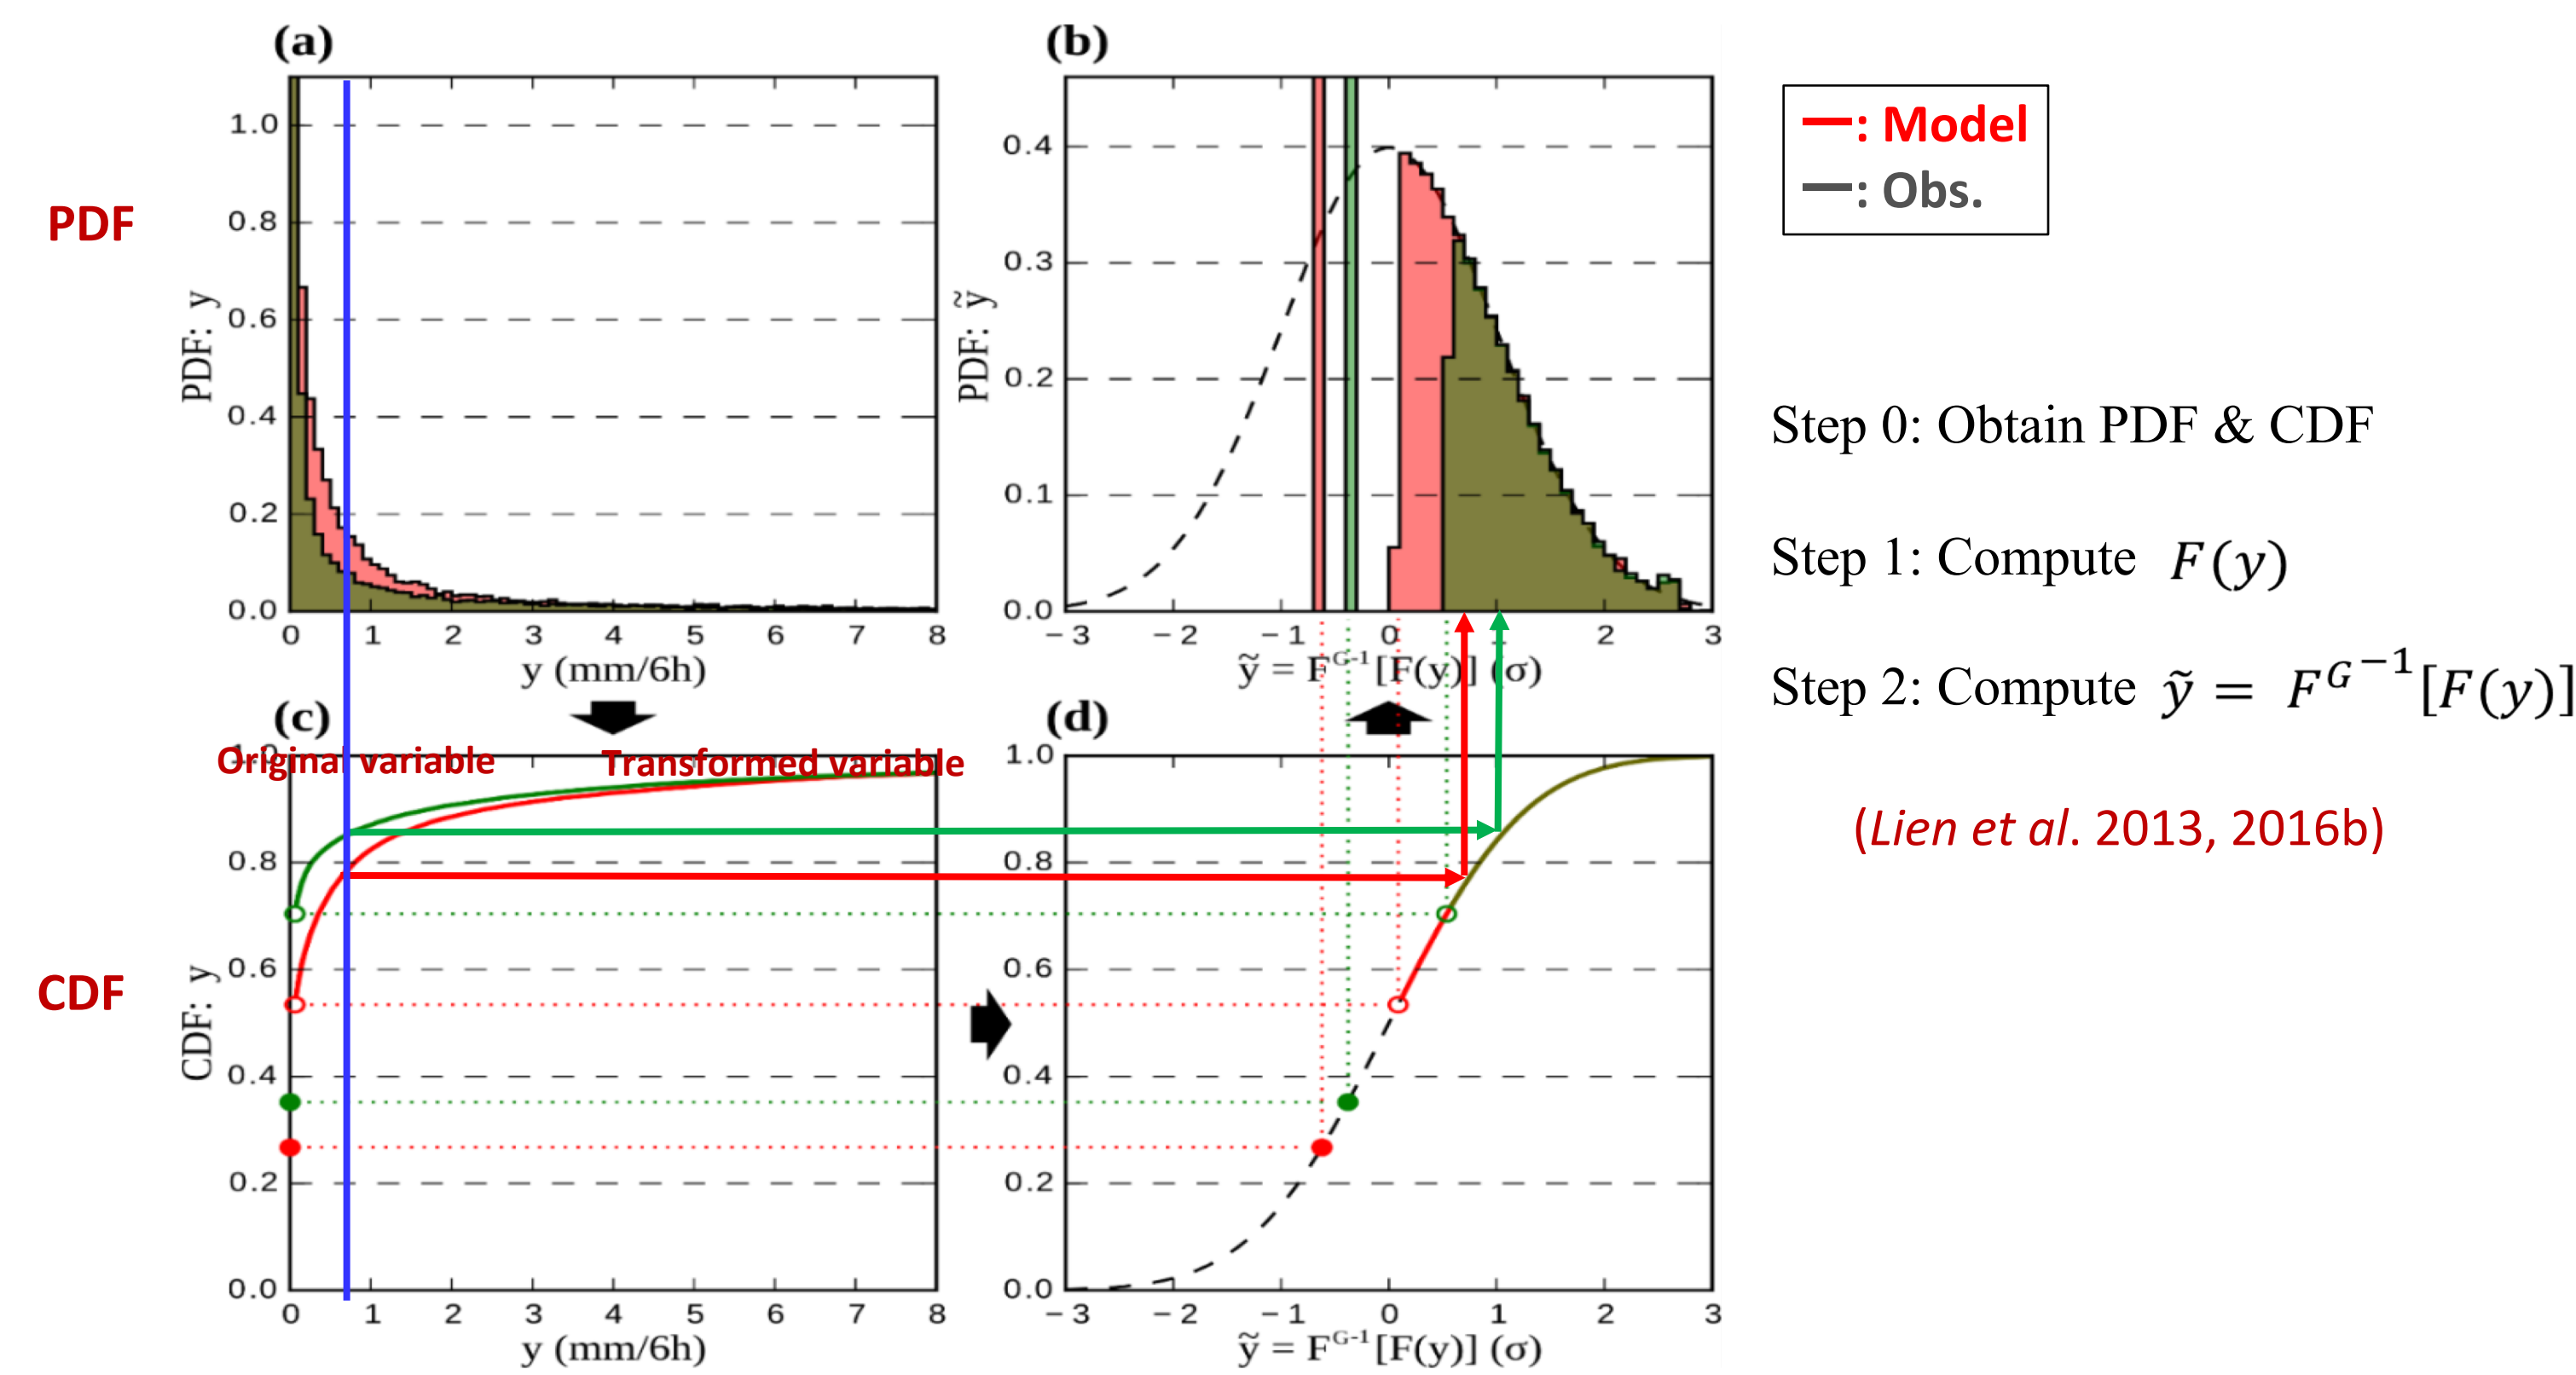 (a)
(b)
PDF
PDF: y
1.0
0.8
0.6
0.4
0.2
0.0
0 1 2 3 4 5 6 7 8
y (mm/6h)
PDF: ỹ
0.4
0.3
0.2
0.1
0.0
−3 −2 −1 0 1 2 3
ỹ = F^{G-1}[F(y)] (σ)
—: Model
—: Obs.
Step 0: Obtain PDF & CDF
Step 1: Compute F(y)
Step 2: Compute ỹ = F^{G−1}[F(y)]
(Lien et al. 2013, 2016b)
(c)
(d)
Original variable
Transformed variable
CDF
CDF: y
1.0
0.8
0.6
0.4
0.2
0.0
0 1 2 3 4 5 6 7 8
y (mm/6h)
1.0
0.8
0.6
0.4
0.2
0.0
−3 −2 −1 0 1 2 3
ỹ = F^{G-1}[F(y)] (σ)